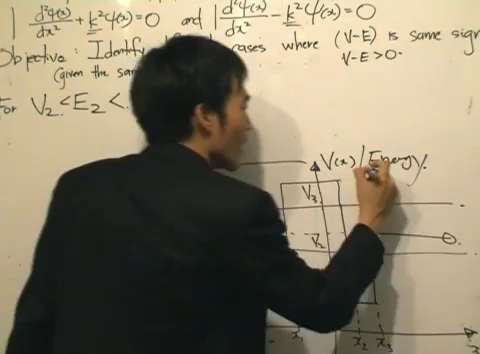 d²ψ(x)/dx² + k²ψ(x)=0 and d²ψ(x)/dx² - k²ψ(x)=0
Objective: Identify cases where (V-E) is same sign
(given the sam V-E>0.
For V₂<E₂<
V(x)/Energy.
V₃
V₂
x₁ x₂ x₃